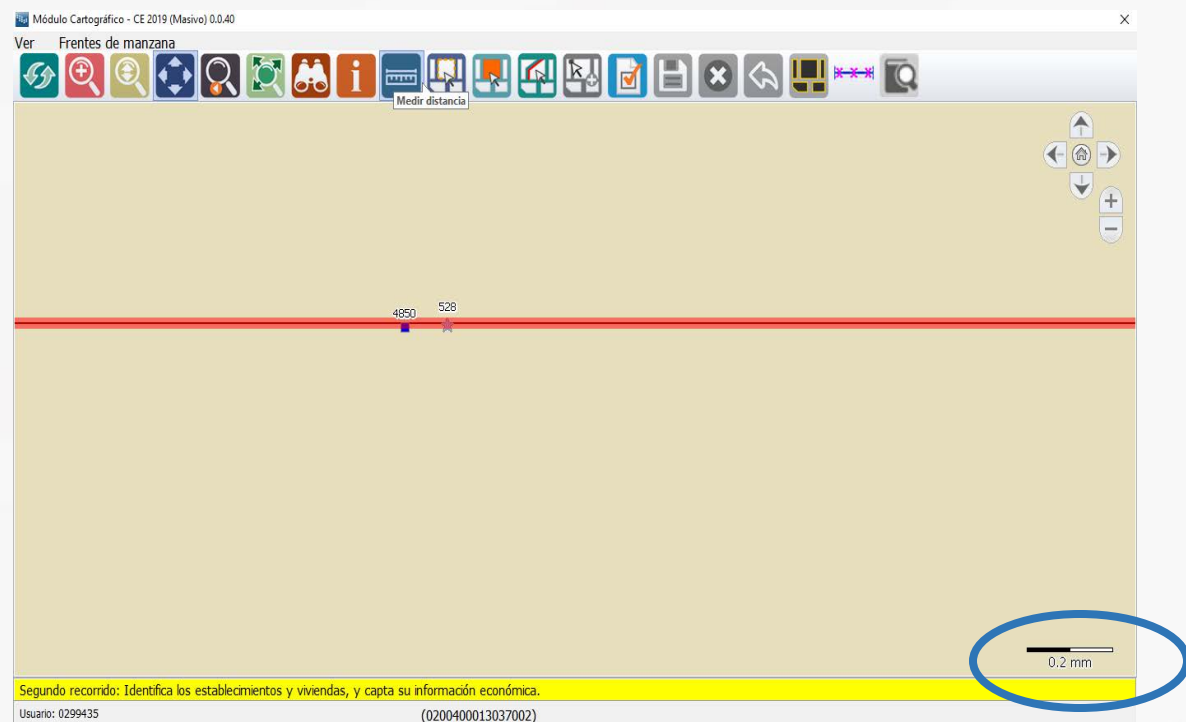 Módulo Cartográfico - CE 2019 (Masivo) 0.0.40
X
Ver Frentes de manzana
Medir distancia
4850
528
0.2 mm
Segundo recorrido: Identifica los establecimientos y viviendas, y capta su información económica.
Usuario: 0299435
(0200400013037002)